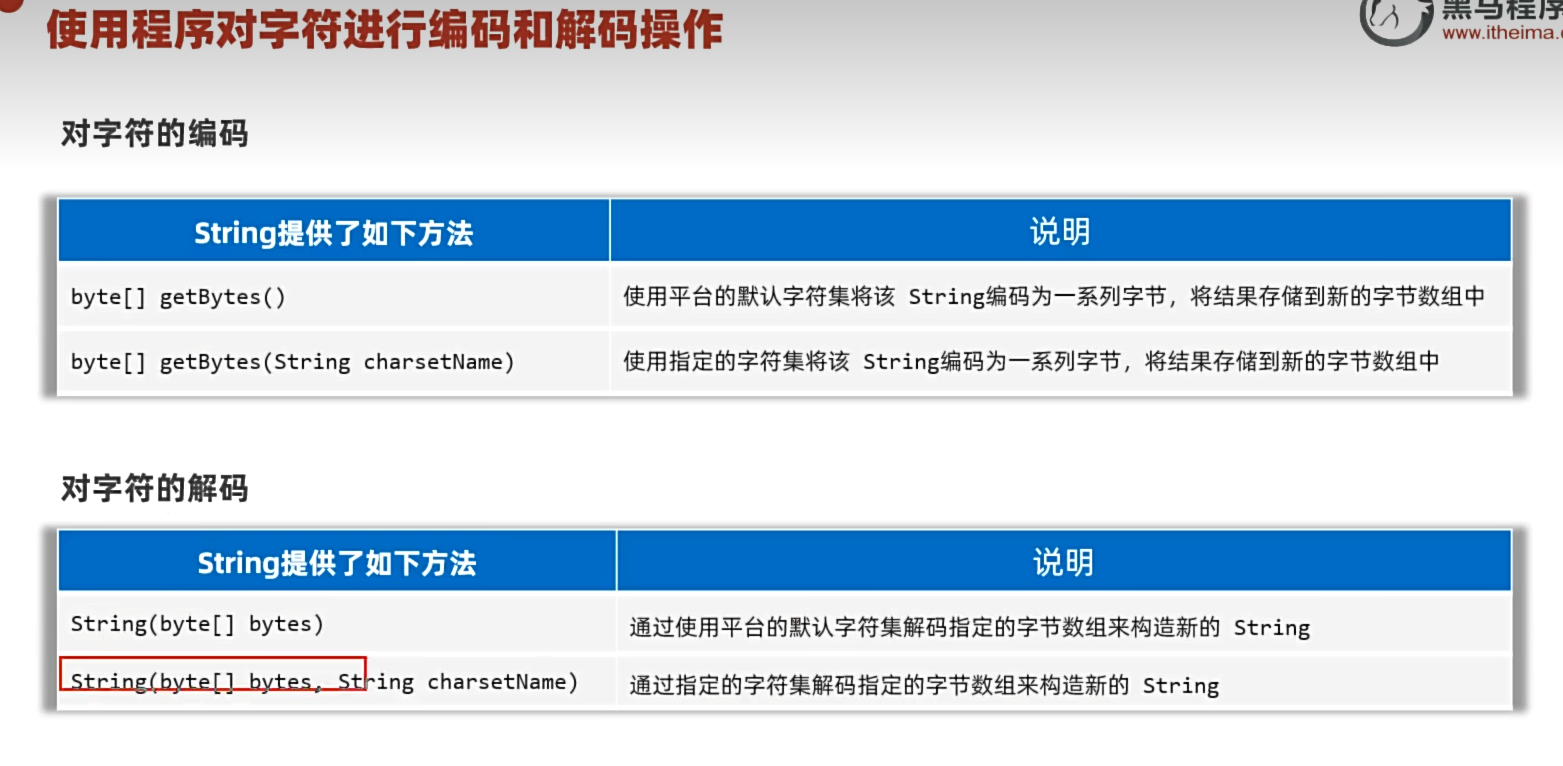 使用程序对字符进行编码和解码操作
黑马程序
www.itheima.
对字符的编码
String提供了如下方法 说明
byte[] getBytes() 使用平台的默认字符集将该 String编码为一系列字节，将结果存储到新的字节数组中
byte[] getBytes(String charsetName) 使用指定的字符集将该 String编码为一系列字节，将结果存储到新的字节数组中
对字符的解码
String提供了如下方法 说明
String(byte[] bytes) 通过使用平台的默认字符集解码指定的字节数组来构造新的 String
String(byte[] bytes, String charsetName) 通过指定的字符集解码指定的字节数组来构造新的 String